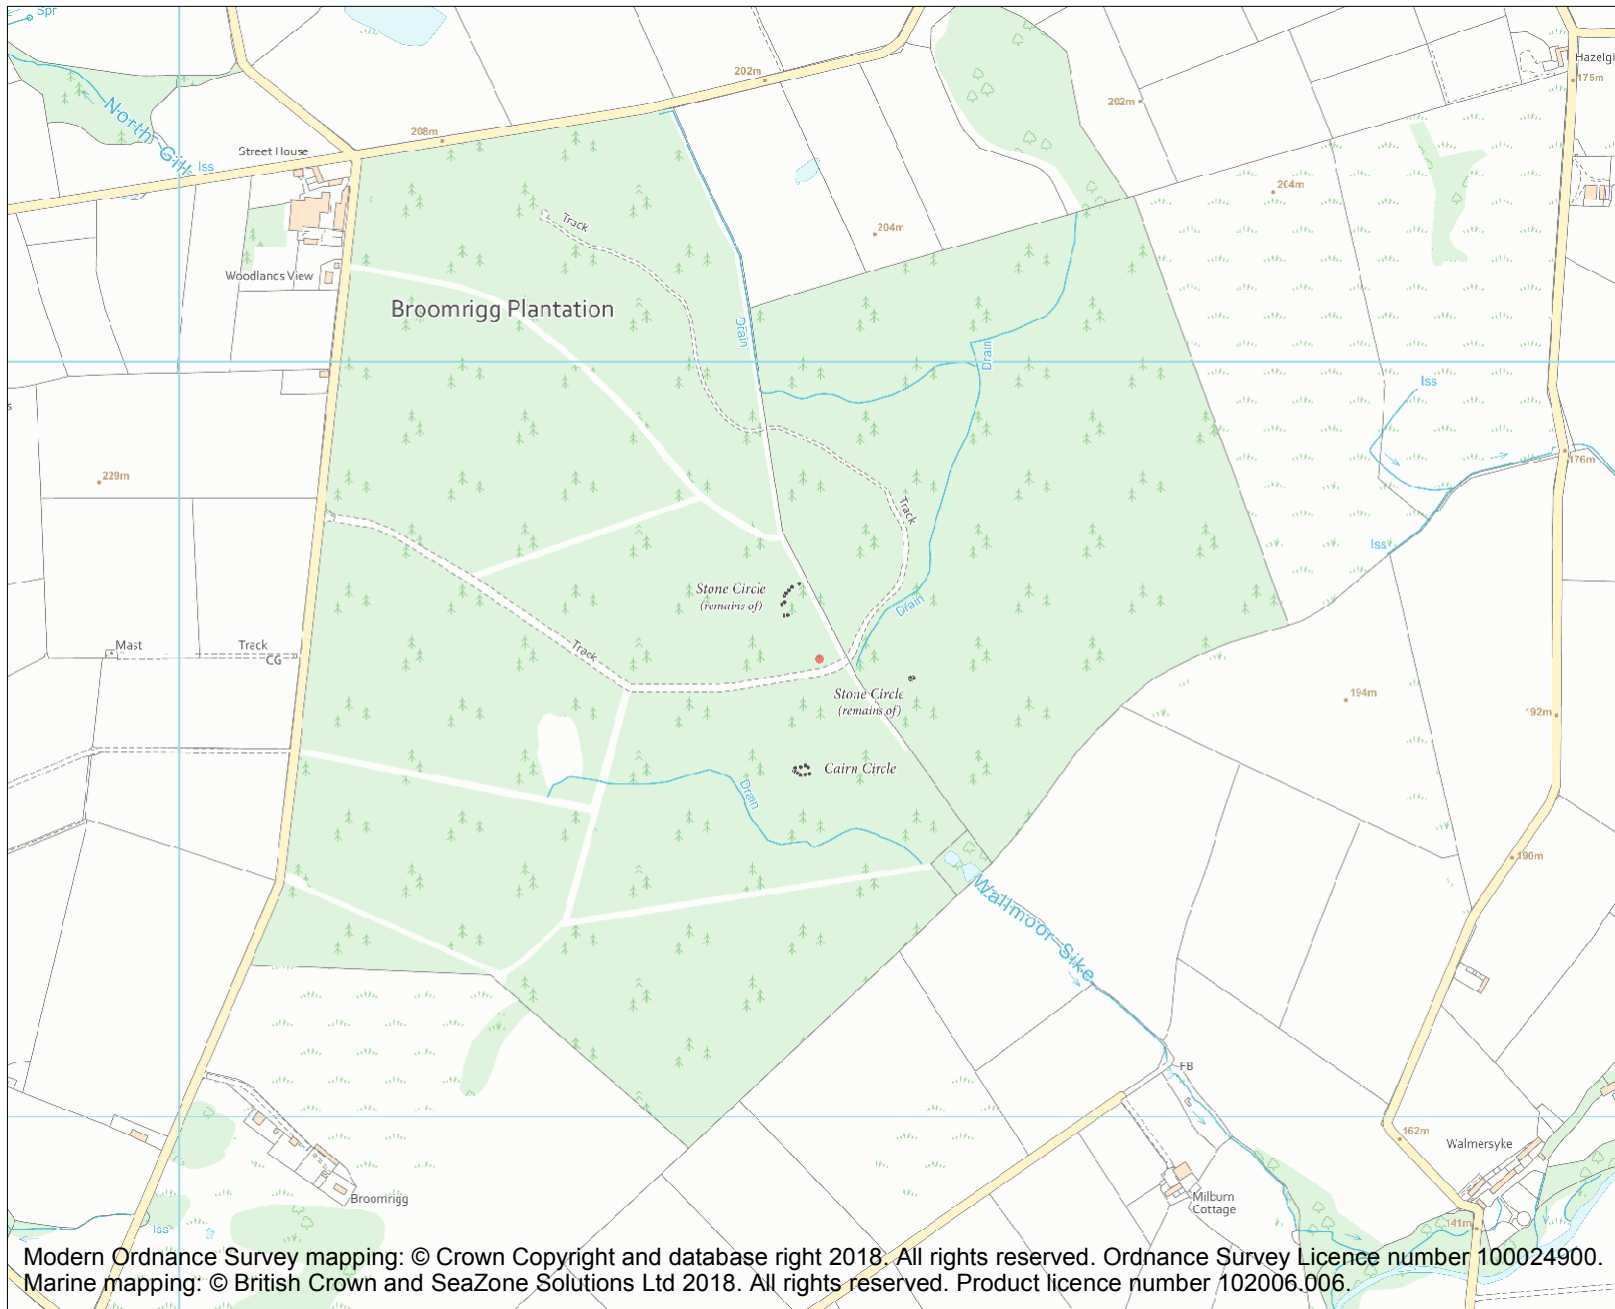 Spr
Hazelgi
202m
175m
202m
North Gill
208m
Street House
Iss
204m
Track
204m
Woodlands View
Broomrigg Plantation
Drain
Drain
Iss
s
176m
229m
Track
Iss
Stone Circle
(remains of)
Drain
Mast
Track
CG
Track
Stone Circle
(remains of)
194m
192m
Cairn Circle
Drain
190m
Wallmoor Sike
FB
162m
Walmersyke
Broomrigg
Milburn
Cottage
Iss
141m
Modern Ordnance Survey mapping: © Crown Copyright and database right 2018. All rights reserved. Ordnance Survey Licence number 100024900.
Marine mapping: © British Crown and SeaZone Solutions Ltd 2018. All rights reserved. Product licence number 102006.006.